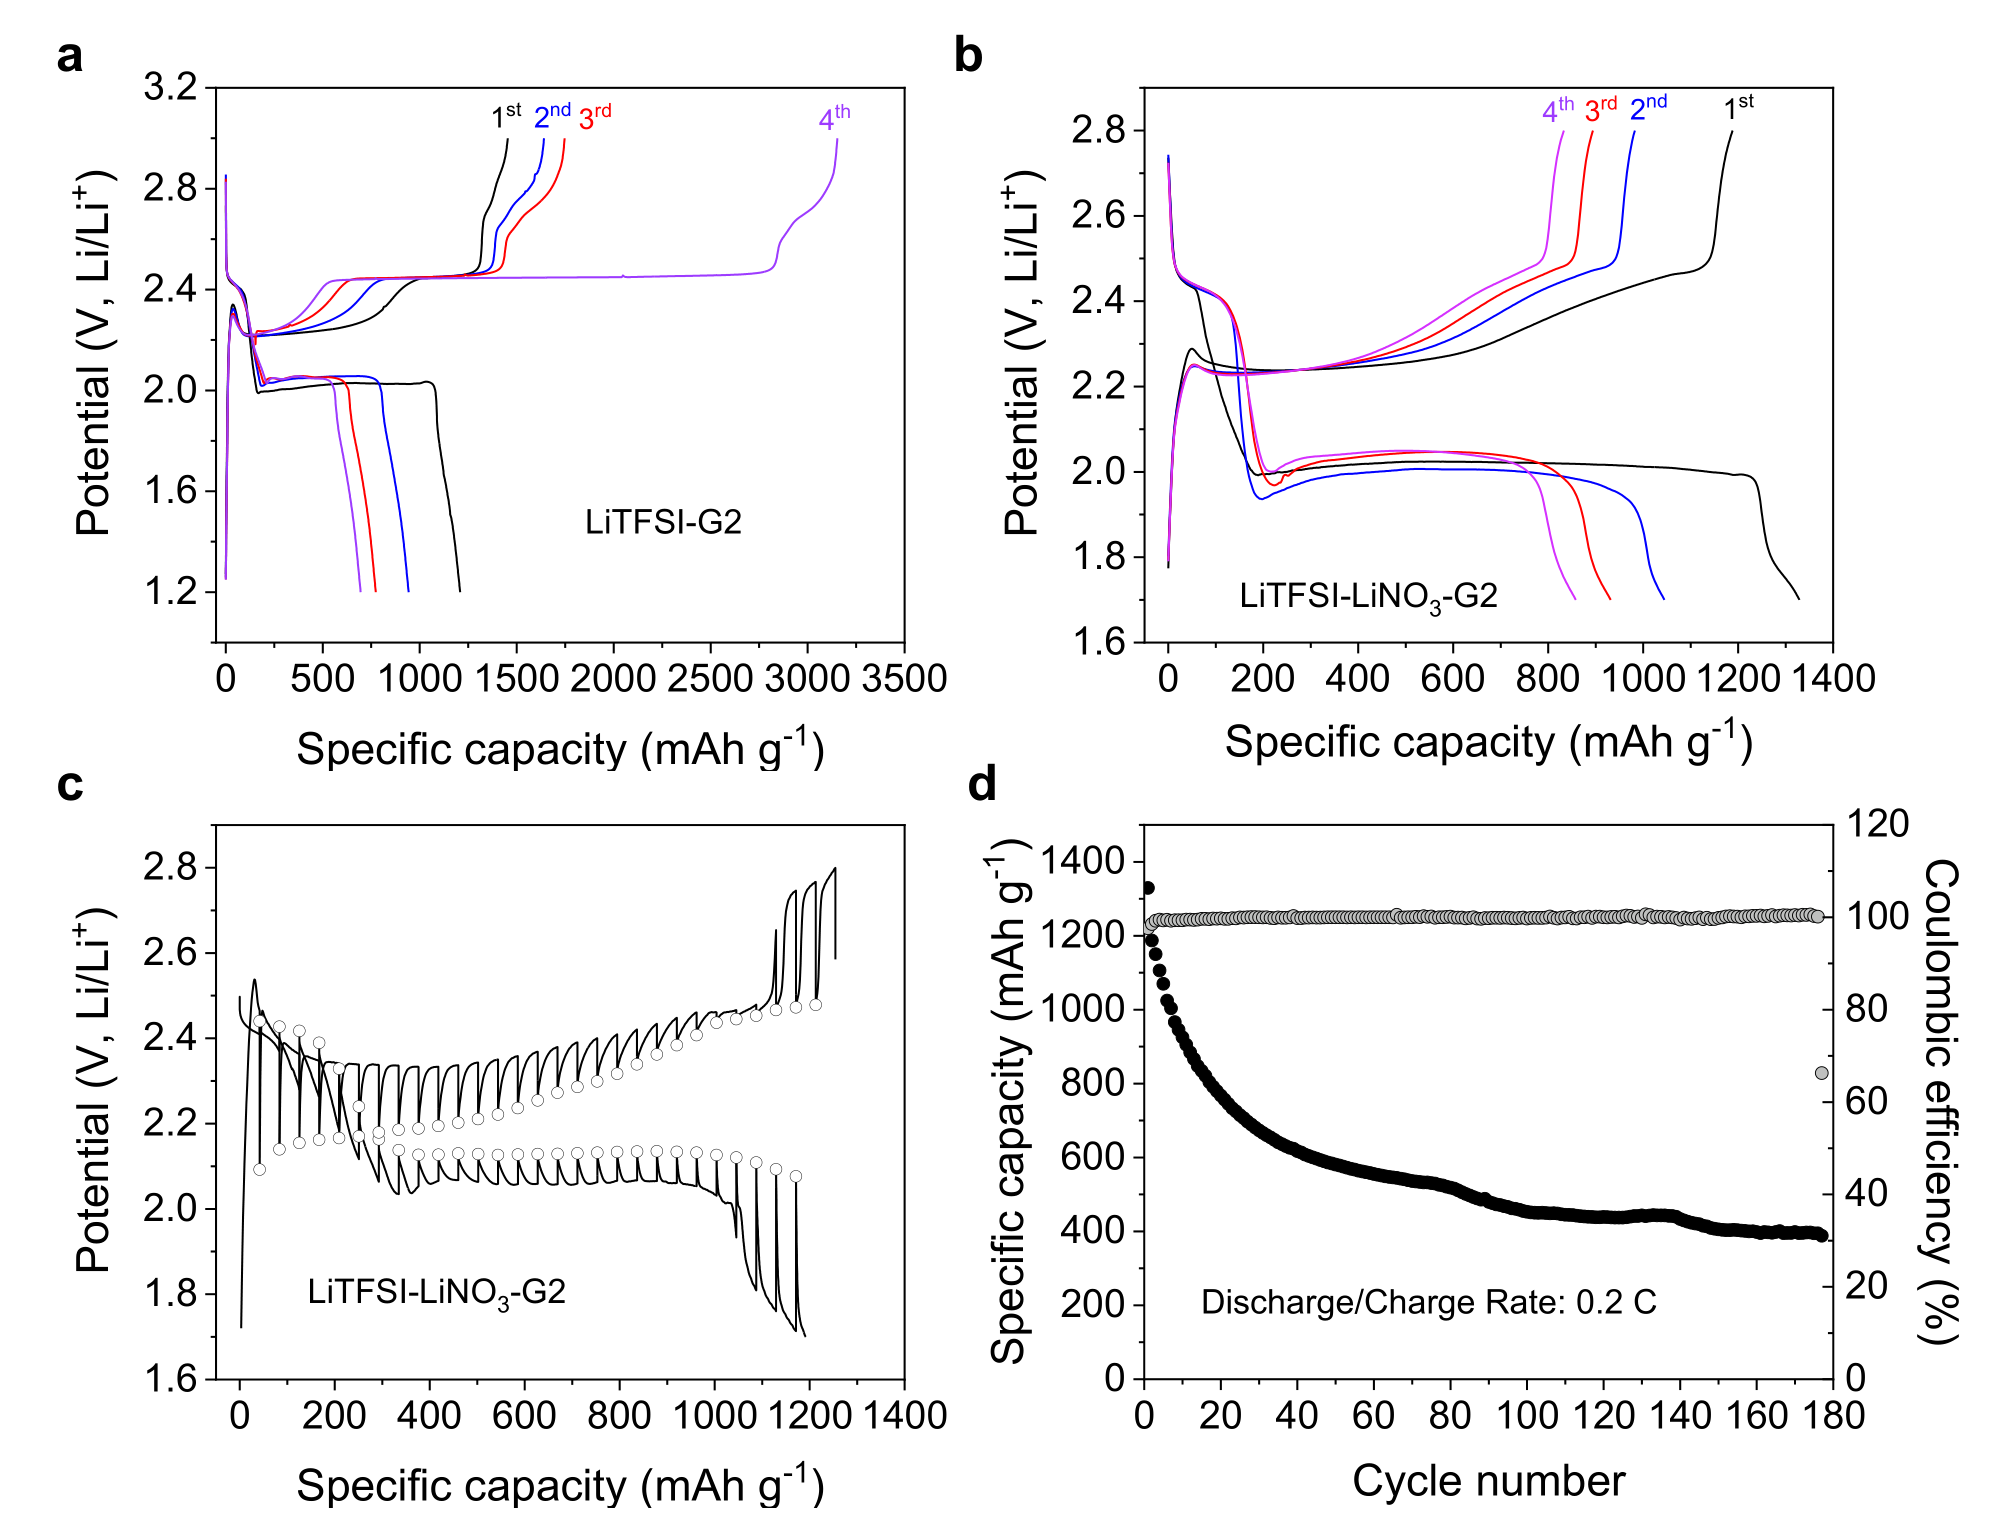 a
3.2
2.8
2.4
2.0
1.6
1.2
Potential (V, Li/Li+)
1st 2nd 3rd 4th
LiTFSI-G2
0 500 1000 1500 2000 2500 3000 3500
Specific capacity (mAh g-1)
b
2.8
2.6
2.4
2.2
2.0
1.8
1.6
Potential (V, Li/Li+)
4th 3rd 2nd 1st
LiTFSI-LiNO3-G2
0 200 400 600 800 1000 1200 1400
Specific capacity (mAh g-1)
c
2.8
2.6
2.4
2.2
2.0
1.8
1.6
Potential (V, Li/Li+)
LiTFSI-LiNO3-G2
0 200 400 600 800 1000 1200 1400
Specific capacity (mAh g-1)
d
1400
1200
1000
800
600
400
200
0
Specific capacity (mAh g-1)
120
100
80
60
40
20
0
Coulombic efficiency (%)
Discharge/Charge Rate: 0.2 C
0 20 40 60 80 100 120 140 160 180
Cycle number